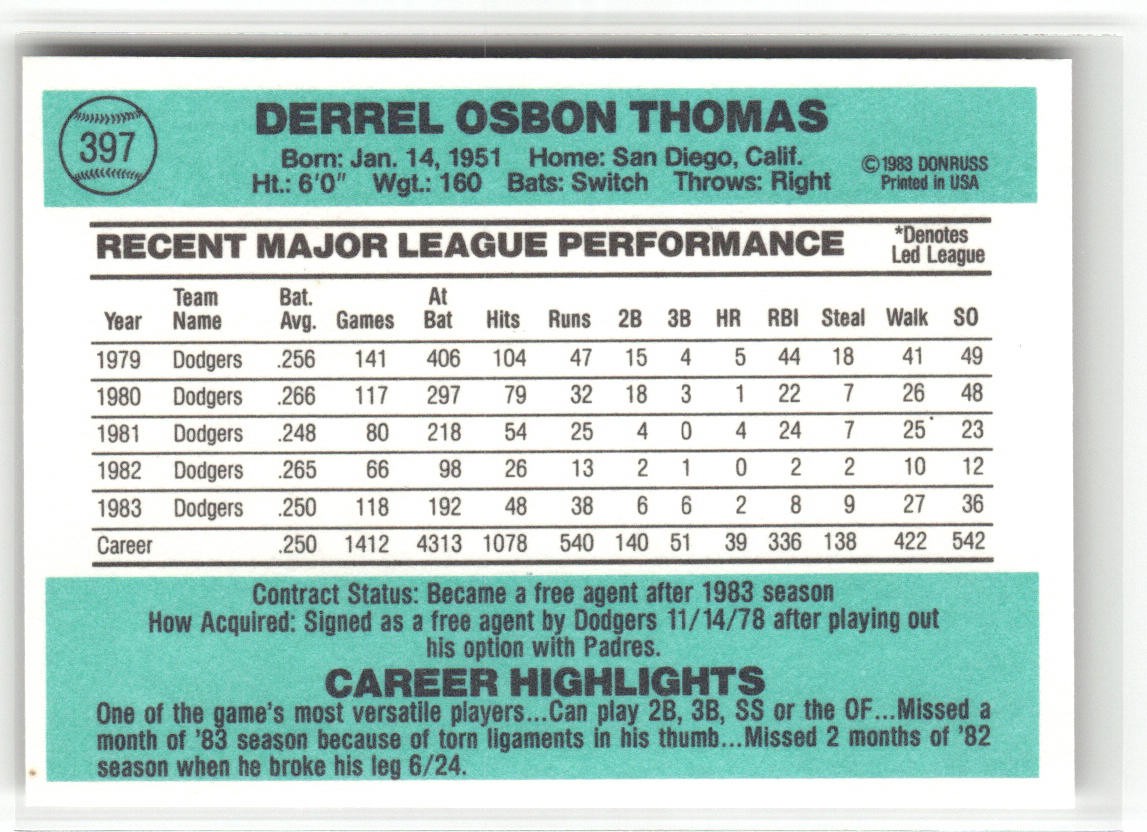 397
DERREL OSBON THOMAS
Born: Jan. 14, 1951 Home: San Diego, Calif.
Ht.: 6'0" Wgt.: 160 Bats: Switch Throws: Right
©1983 DONRUSS
Printed in USA
RECENT MAJOR LEAGUE PERFORMANCE
*Denotes
Led League
Year Team Name Bat. Avg. Games At Bat Hits Runs 2B 3B HR RBI Steal Walk SO
1979 Dodgers .256 141 406 104 47 15 4 5 44 18 41 49
1980 Dodgers .266 117 297 79 32 18 3 1 22 7 26 48
1981 Dodgers .248 80 218 54 25 4 0 4 24 7 25 23
1982 Dodgers .265 66 98 26 13 2 1 0 2 2 10 12
1983 Dodgers .250 118 192 48 38 6 6 2 8 9 27 36
Career .250 1412 4313 1078 540 140 51 39 336 138 422 542
Contract Status: Became a free agent after 1983 season
How Acquired: Signed as a free agent by Dodgers 11/14/78 after playing out
his option with Padres.
CAREER HIGHLIGHTS
One of the game's most versatile players...Can play 2B, 3B, SS or the OF...Missed a
month of '83 season because of torn ligaments in his thumb...Missed 2 months of '82
season when he broke his leg 6/24.